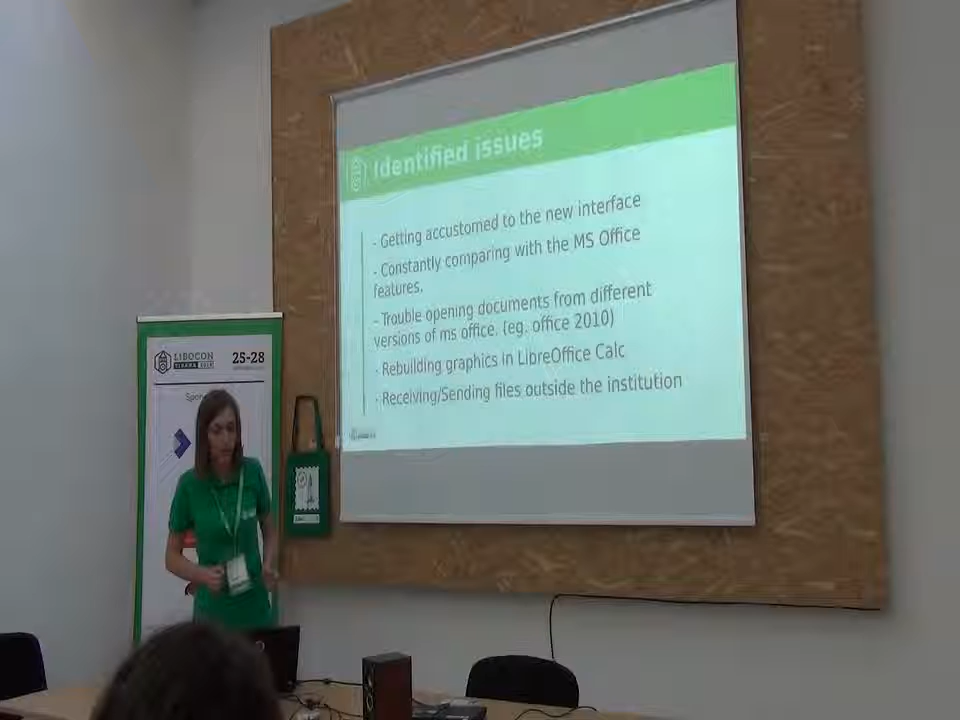 Identified issues
- Getting accustomed to the new interface
- Constantly comparing with the MS Office
features.
- Trouble opening documents from different
versions of ms office. (eg. office 2010)
- Rebuilding graphics in LibreOffice Calc
- Receiving/Sending files outside the institution
LIBOCON
25-28